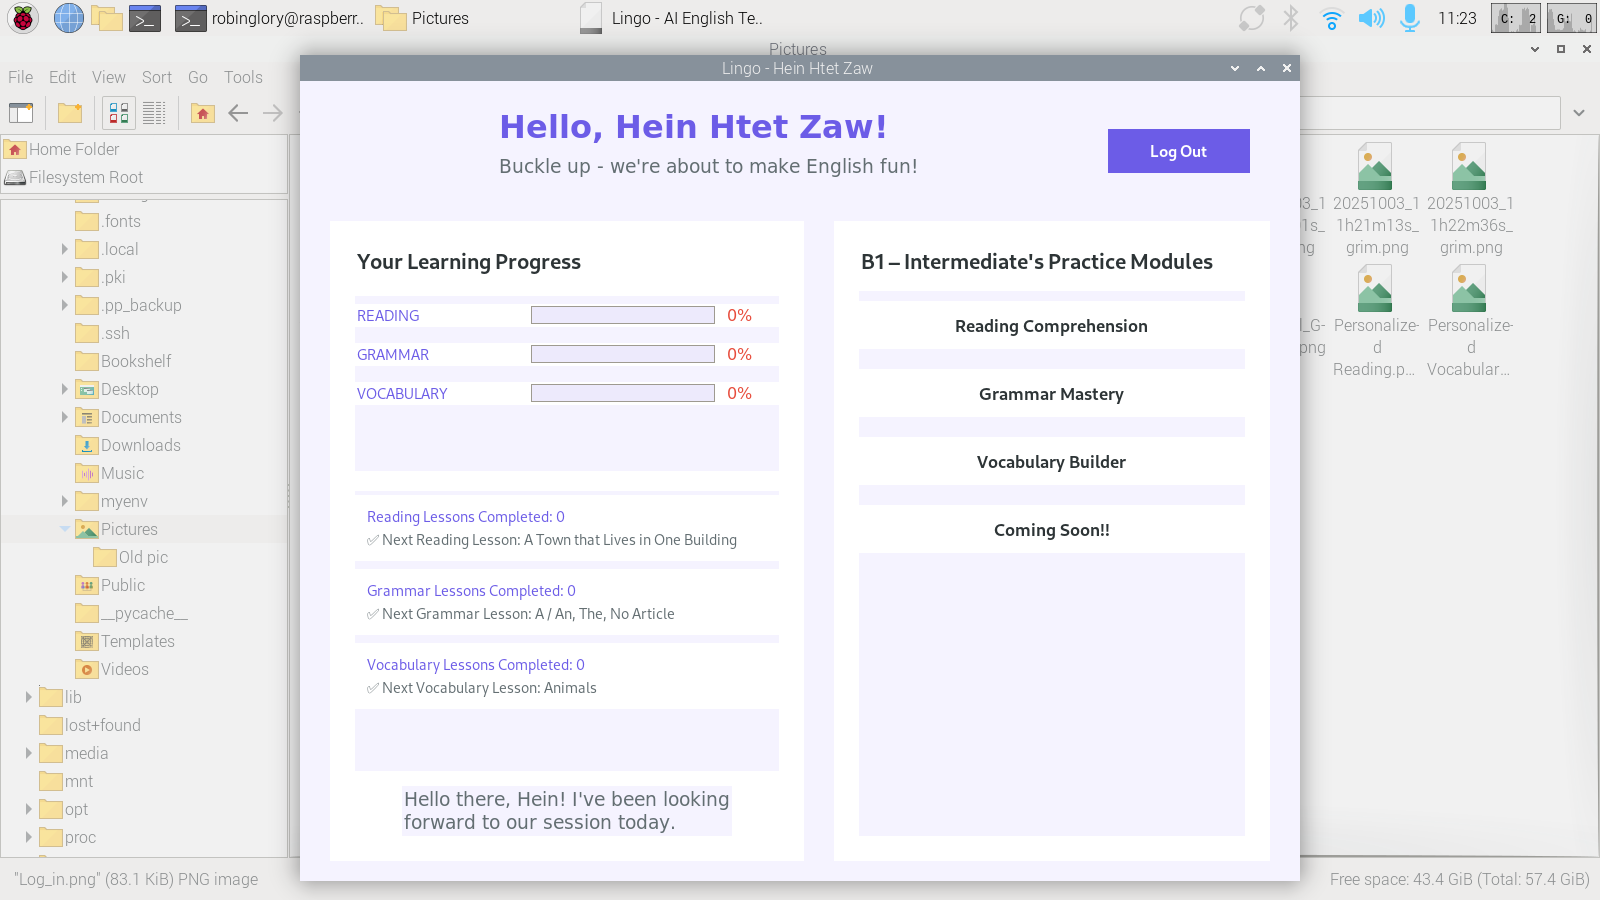 robinglory@raspberr..
Pictures
Lingo - AI English Te..
11:23
C: 2
G: 0
Pictures
File Edit View Sort Go Tools
Home Folder
Filesystem Root
.fonts
.local
.pki
.pp_backup
.ssh
Bookshelf
Desktop
Documents
Downloads
Music
myenv
Pictures
Old pic
Public
__pycache__
Templates
Videos
lib
lost+found
media
mnt
opt
proc
"Log_in.png" (83.1 KiB) PNG image
Lingo - Hein Htet Zaw
Hello, Hein Htet Zaw!
Buckle up - we're about to make English fun!
Log Out
Your Learning Progress
READING 0%
GRAMMAR 0%
VOCABULARY 0%
Reading Lessons Completed: 0
✅ Next Reading Lesson: A Town that Lives in One Building
Grammar Lessons Completed: 0
✅ Next Grammar Lesson: A / An, The, No Article
Vocabulary Lessons Completed: 0
✅ Next Vocabulary Lesson: Animals
Hello there, Hein! I've been looking
forward to our session today.
B1 – Intermediate's Practice Modules
Reading Comprehension
Grammar Mastery
Vocabulary Builder
Coming Soon!!
20251003_1
1h21m13s_
grim.png
20251003_1
1h22m36s_
grim.png
Personalize-
d
Reading.p...
Personalize-
d
Vocabular...
Free space: 43.4 GiB (Total: 57.4 GiB)